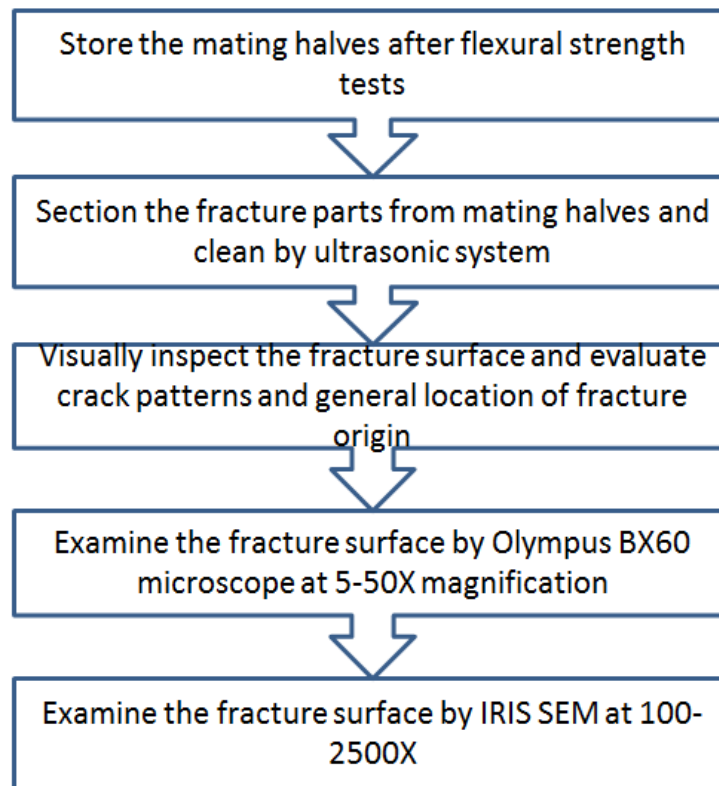 Store the mating halves after flexural strength
tests
Section the fracture parts from mating halves and
clean by ultrasonic system
Visually inspect the fracture surface and evaluate
crack patterns and general location of fracture
origin
Examine the fracture surface by Olympus BX60
microscope at 5-50X magnification
Examine the fracture surface by IRIS SEM at 100-
2500X